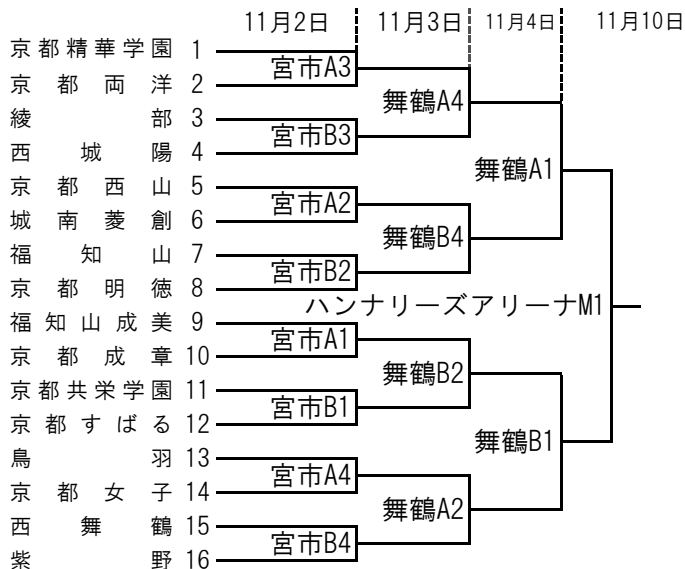 11月2日 11月3日 11月4日 11月10日
京都精華学園 1
宮市A3
京都両洋 2
舞鶴A4
綾部 3
宮市B3
西城陽 4
舞鶴A1
京都西山 5
宮市A2
城南菱創 6
舞鶴B4
福知山 7
宮市B2
京都明徳 8
ハンナリーズアリーナM1
福知山成美 9
宮市A1
京都成章 10
舞鶴B2
京都共栄学園 11
宮市B1
京都すばる 12
舞鶴B1
鳥羽 13
宮市A4
京都女子 14
舞鶴A2
西舞鶴 15
宮市B4
紫野 16